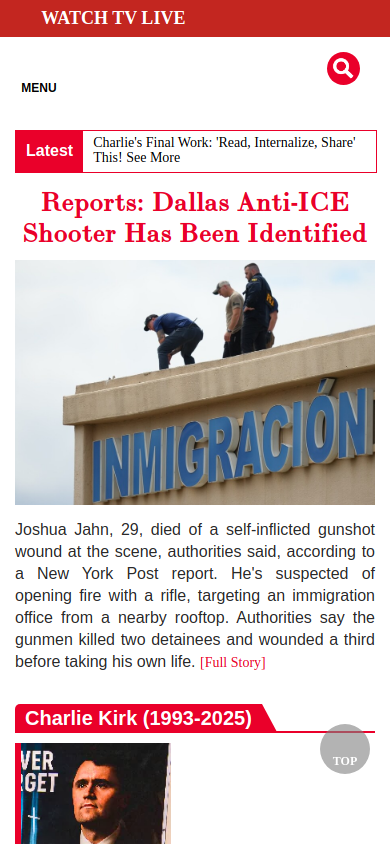 WATCH TV LIVE
MENU
Latest
Charlie's Final Work: 'Read, Internalize, Share'
This! See More
Reports: Dallas Anti-ICE
Shooter Has Been Identified
INMIGRACIÓN
Joshua Jahn, 29, died of a self-inflicted gunshot
wound at the scene, authorities said, according to
a New York Post report. He's suspected of
opening fire with a rifle, targeting an immigration
office from a nearby rooftop. Authorities say the
gunmen killed two detainees and wounded a third
before taking his own life. [Full Story]
Charlie Kirk (1993-2025)
TOP